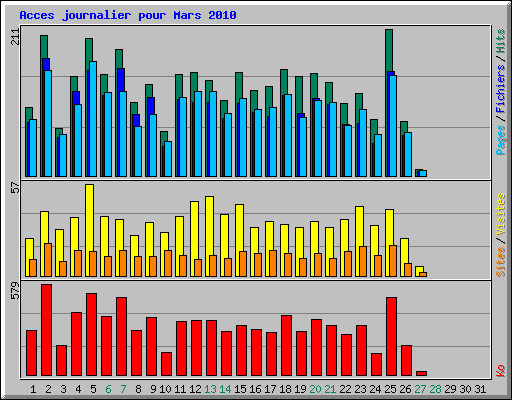 Acces journalier pour Mars 2010
211
Pages/Fichiers/Hits
57
Sites/Visites
579
Ko
1 2 3 4 5 6 7 8 9 10 11 12 13 14 15 16 17 18 19 20 21 22 23 24 25 26 27 28 29 30 31